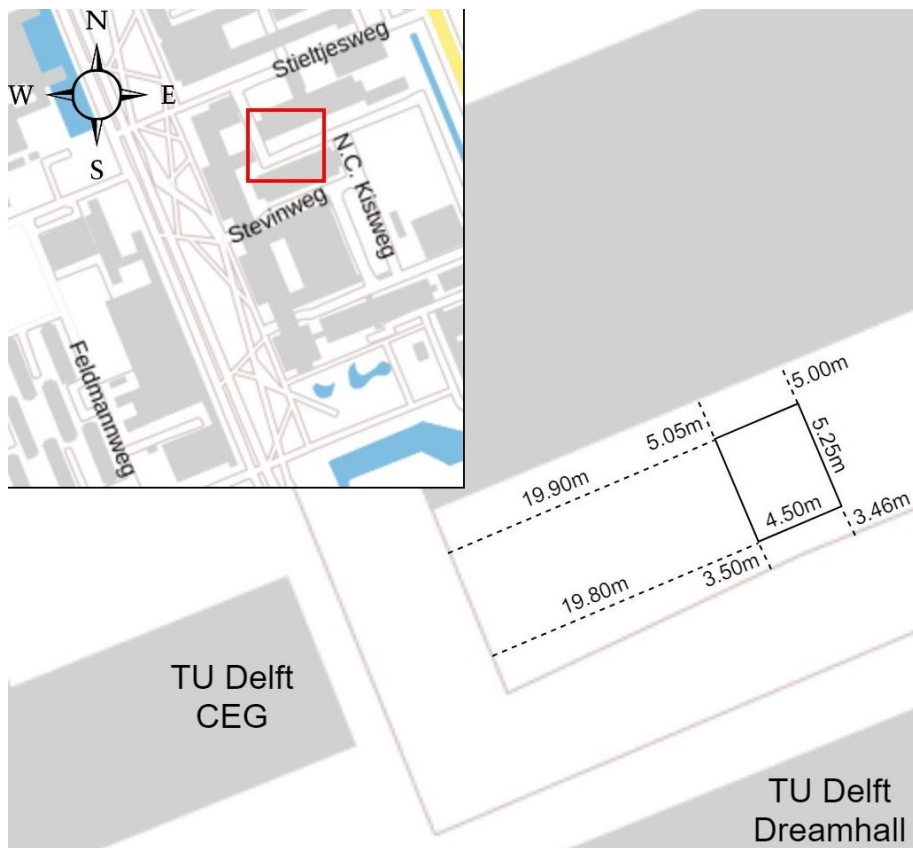 N
W
E
S
Stieltjesweg
N.C. Kistweg
Stevinweg
Feldmannweg
5.00m
5.05m
5.25m
19.90m
4.50m
3.46m
3.50m
19.80m
TU Delft
CEG
TU Delft
Dreamhall